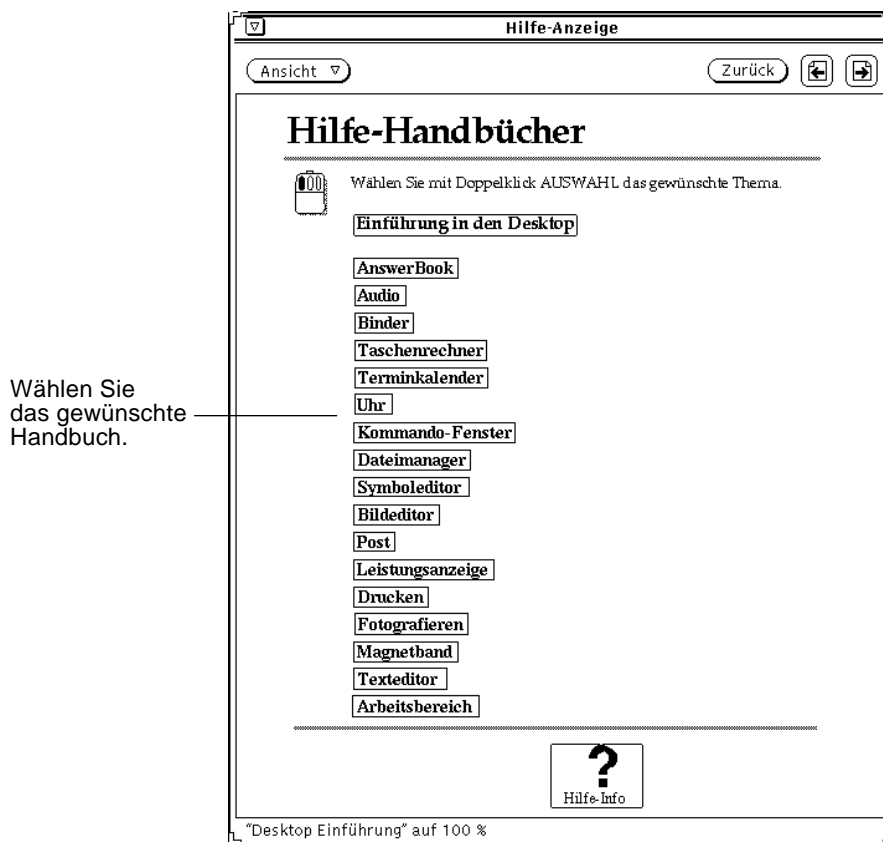 Hilfe-Anzeige
Ansicht
Zurück
Hilfe-Handbücher
Wählen Sie mit Doppelklick AUSWAHL das gewünschte Thema.
Einführung in den Desktop
AnswerBook
Audio
Binder
Taschenrechner
Terminkalender
Wählen Sie
das gewünschte
Handbuch.
Uhr
Kommando-Fenster
Dateimanager
Symboleditor
Bildeditor
Post
Leistungsanzeige
Drucken
Fotografieren
Magnetband
Texteditor
Arbeitsbereich
?
Hilfe-Info
"Desktop Einführung" auf 100 %